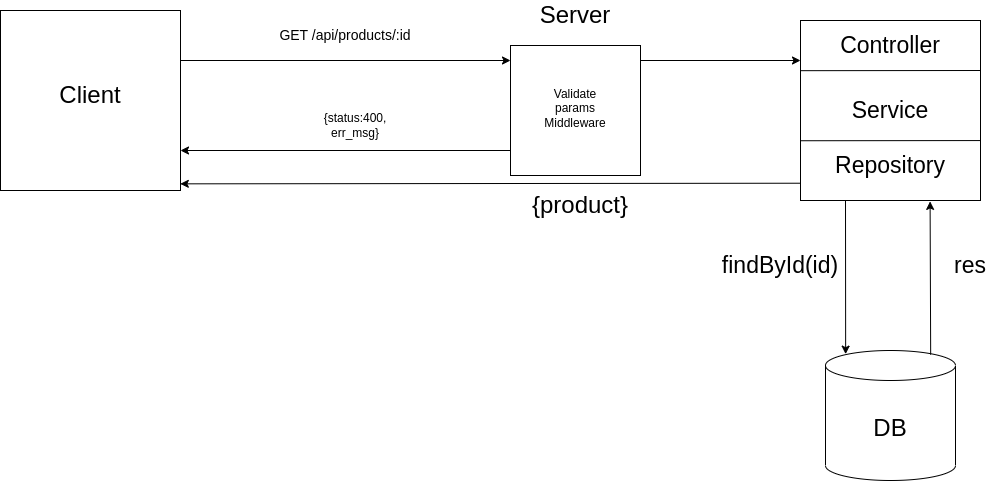 Server
GET /api/products/:id
Controller
Client
Validate
params
Middleware
Service
{status:400,
err_msg}
Repository
{product}
findById(id)
res
DB